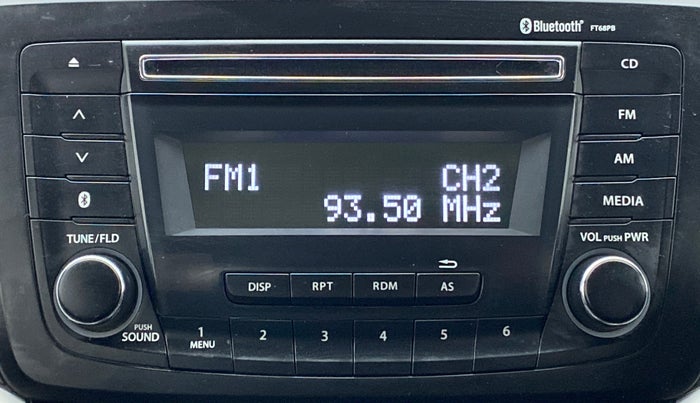 Bluetooth®
FT68PB
CD
FM
AM
MEDIA
FM1 CH2
93.50 MHz
TUNE/FLD
VOL PUSH PWR
DISP RPT RDM AS
PUSH
SOUND
1 2 3 4 5 6
MENU